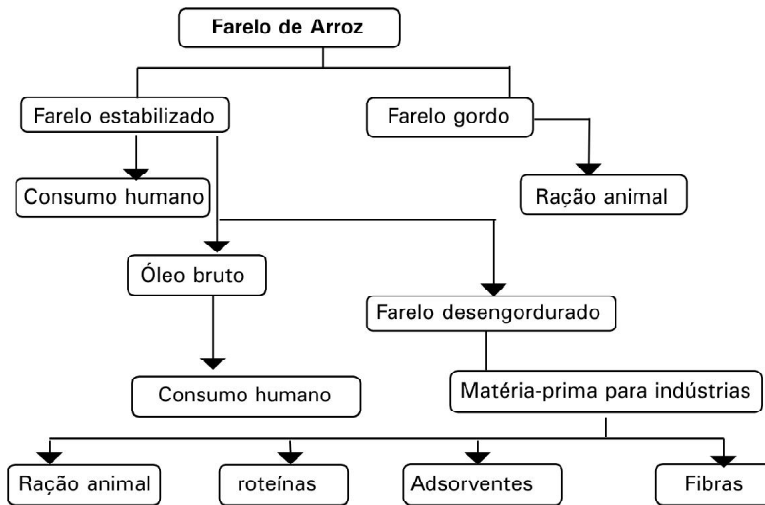 Farelo de Arroz
Farelo estabilizado
Farelo gordo
Consumo humano
Ração animal
Óleo bruto
Farelo desengordurado
Consumo humano
Matéria-prima para indústrias
Ração animal
roteínas
Adsorventes
Fibras